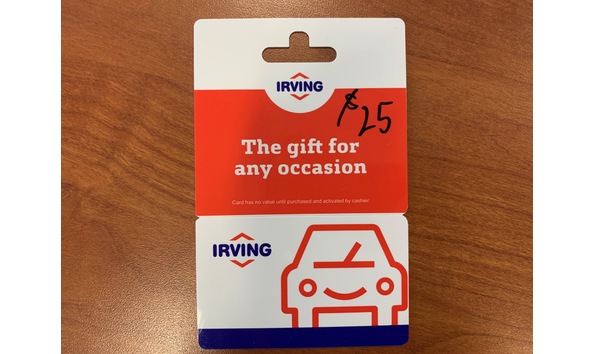 IRVING
$25
The gift for
any occasion
Card has no value until purchased and activated by cashier.
IRVING